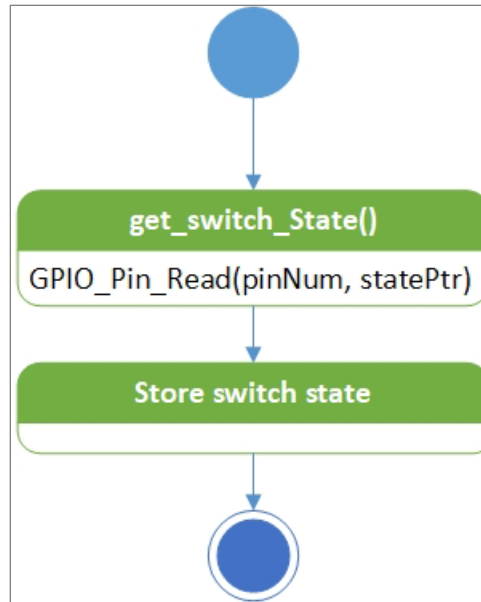 get_switch_State()
GPIO_Pin_Read(pinNum, statePtr)
Store switch state